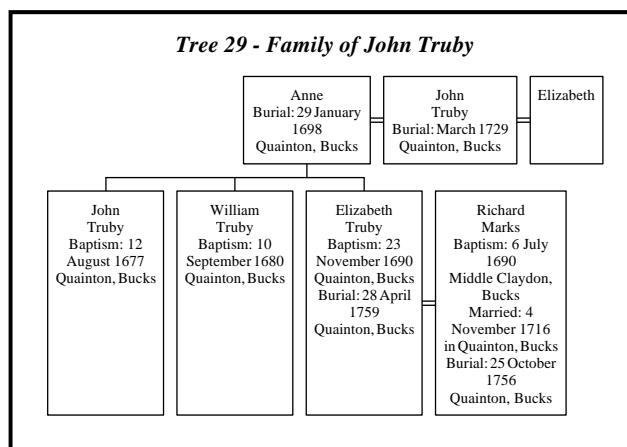 Tree 29 - Family of John Truby
Anne
Burial: 29 January
1698
Quainton, Bucks
John
Truby
Burial: March 1729
Quainton, Bucks
Elizabeth
John
Truby
Baptism: 12
August 1677
Quainton, Bucks
William
Truby
Baptism: 10
September 1680
Quainton, Bucks
Elizabeth
Truby
Baptism: 23
November 1690
Quainton, Bucks
Burial: 28 April
1759
Quainton, Bucks
Richard
Marks
Baptism: 6 July
1690
Middle Claydon,
Bucks
Married: 4
November 1716
in Quainton, Bucks
Burial: 25 October
1756
Quainton, Bucks